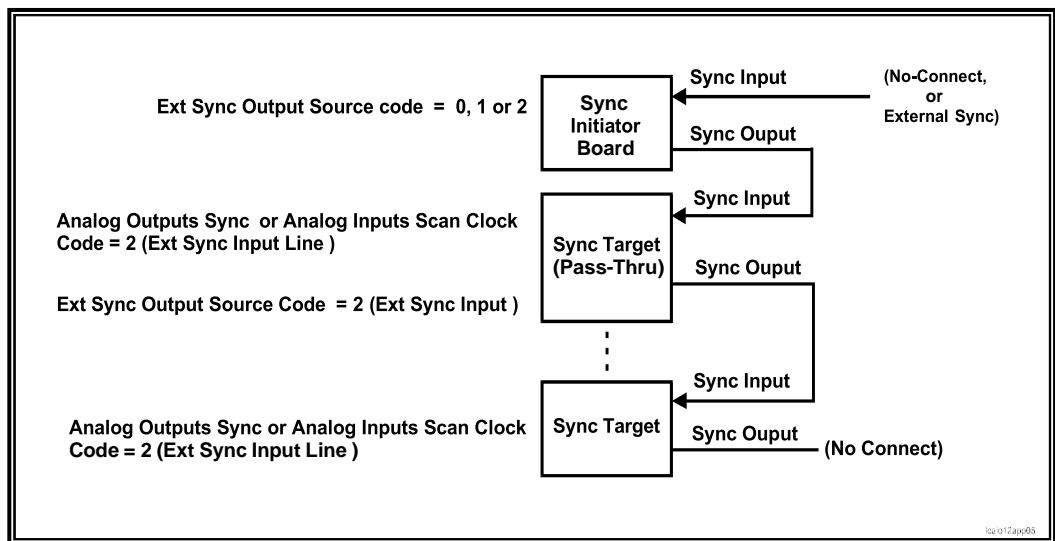 Sync Input
(No-Connect,
or
External Sync)
Ext Sync Output Source code = 0, 1 or 2
Sync
Initiator
Board
Sync Ouput
Sync Input
Analog Outputs Sync or Analog Inputs Scan Clock
Code = 2 (Ext Sync Input Line )
Sync Target
(Pass-Thru)
Sync Ouput
Ext Sync Output Source Code = 2 (Ext Sync Input )
Sync Input
Analog Outputs Sync or Analog Inputs Scan Clock
Code = 2 (Ext Sync Input Line )
Sync Target
Sync Ouput
(No Connect)